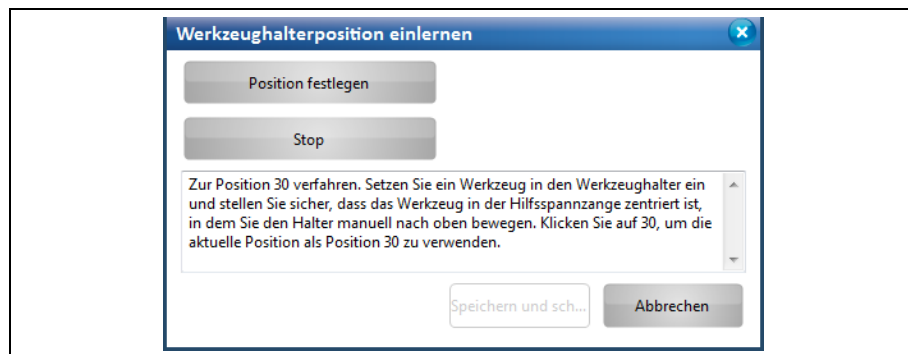 Werkzeughalterposition einlernen
Position festlegen
Stop
Zur Position 30 verfahren. Setzen Sie ein Werkzeug in den Werkzeughalter ein
und stellen Sie sicher, dass das Werkzeug in der Hilfsspannzange zentriert ist,
in dem Sie den Halter manuell nach oben bewegen. Klicken Sie auf 30, um die
aktuelle Position als Position 30 zu verwenden.
Speichern und sch...
Abbrechen